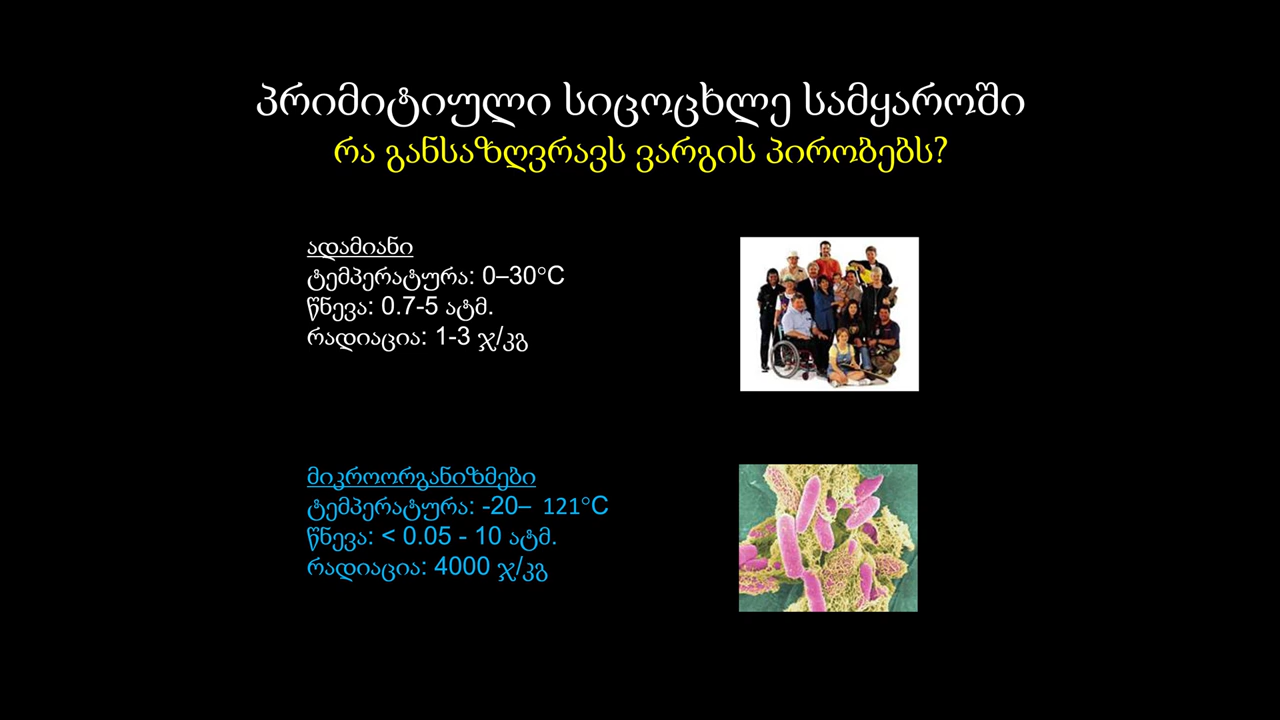 პრიმიტიული სიცოცხლე სამყაროში
რა განსაზღვრავს ვარგის პირობებს?
ადამიანი
ტემპერატურა: 0–30°C
წნევა: 0.7-5 ატმ.
რადიაცია: 1-3 ჯ/კგ
მიკროორგანიზმები
ტემპერატურა: -20– 121°C
წნევა: < 0.05 - 10 ატმ.
რადიაცია: 4000 ჯ/კგ